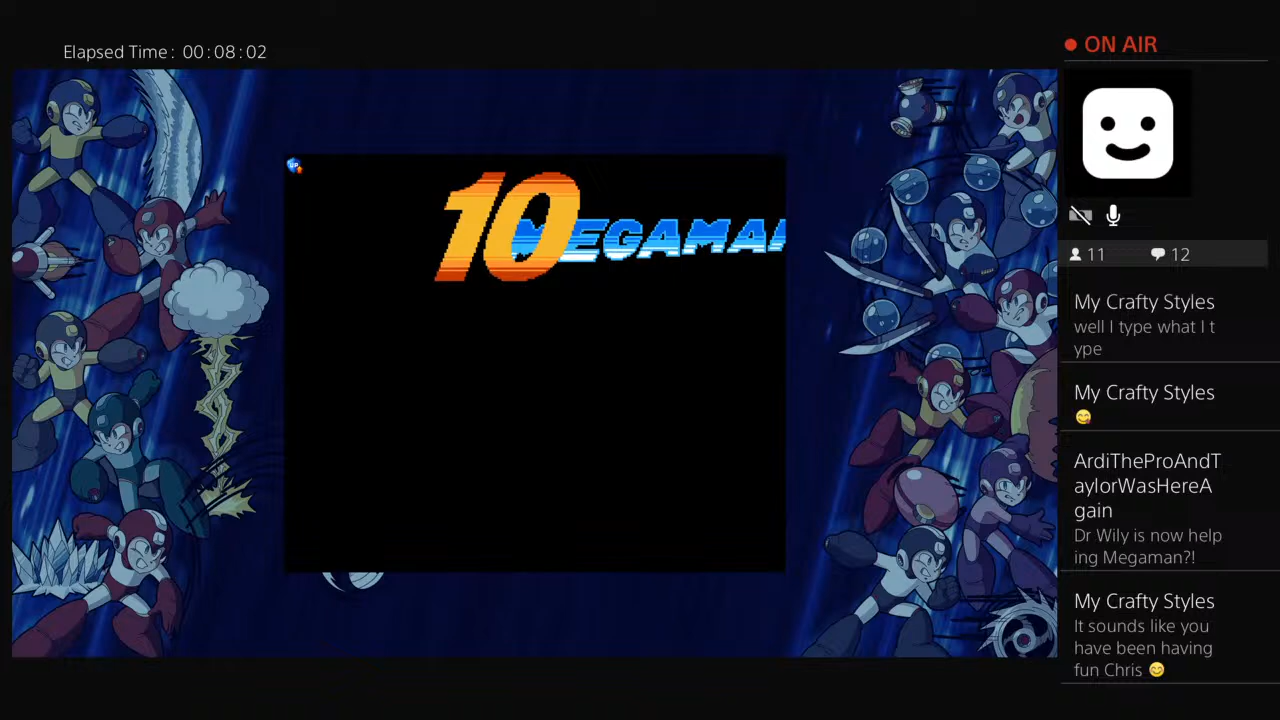 Elapsed Time: 00:08:02
ON AIR
UP
10
MEGAMAN
11
12
My Crafty Styles
well I type what I t
ype
My Crafty Styles
ArdiTheProAndT
aylorWasHereA
gain
Dr Wily is now help
ing Megaman?!
My Crafty Styles
It sounds like you
have been having
fun Chris